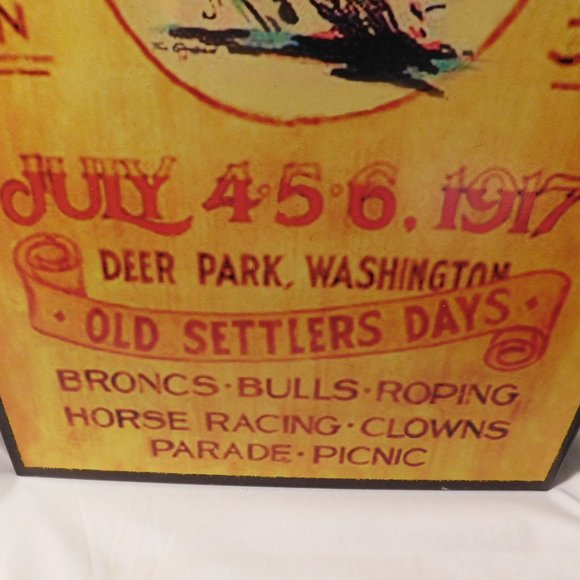 JULY 4·5·6, 1917
DEER PARK, WASHINGTON
· OLD SETTLERS DAYS ·
BRONCS·BULLS·ROPING
HORSE RACING·CLOWNS
PARADE·PICNIC